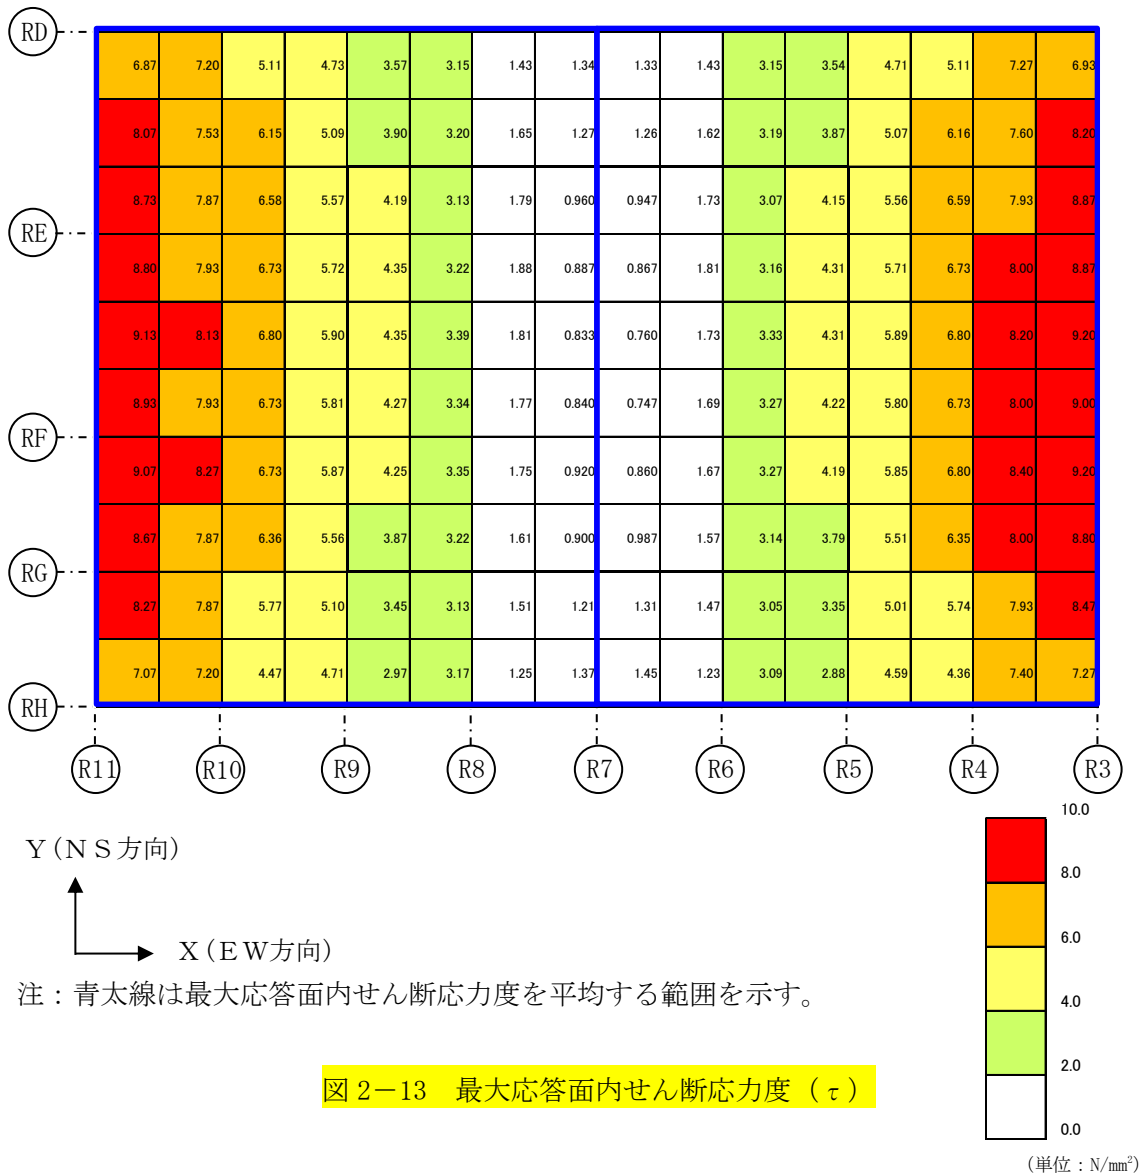 RD
6.87 7.20 5.11 4.73 3.57 3.15 1.43 1.34 1.33 1.43 3.15 3.54 4.71 5.11 7.27 6.93
8.07 7.53 6.15 5.09 3.90 3.20 1.65 1.27 1.26 1.62 3.19 3.87 5.07 6.16 7.60 8.20
8.73 7.87 6.58 5.57 4.19 3.13 1.79 0.960 0.947 1.73 3.07 4.15 5.56 6.59 7.93 8.87
RE
8.80 7.93 6.73 5.72 4.35 3.22 1.88 0.887 0.867 1.81 3.16 4.31 5.71 6.73 8.00 8.87
9.13 8.13 6.80 5.90 4.35 3.39 1.81 0.833 0.760 1.73 3.33 4.31 5.89 6.80 8.20 9.20
8.93 7.93 6.73 5.81 4.27 3.34 1.77 0.840 0.747 1.69 3.27 4.22 5.80 6.73 8.00 9.00
RF
9.07 8.27 6.73 5.87 4.25 3.35 1.75 0.920 0.860 1.67 3.27 4.19 5.85 6.80 8.40 9.20
8.67 7.87 6.36 5.56 3.87 3.22 1.61 0.900 0.987 1.57 3.14 3.79 5.51 6.35 8.00 8.80
RG
8.27 7.87 5.77 5.10 3.45 3.13 1.51 1.21 1.31 1.47 3.05 3.35 5.01 5.74 7.93 8.47
7.07 7.20 4.47 4.71 2.97 3.17 1.25 1.37 1.45 1.23 3.09 2.88 4.59 4.36 7.40 7.27
RH
R11 R10 R9 R8 R7 R6 R5 R4 R3
10.0
8.0
6.0
4.0
2.0
0.0
(単位：N/mm²)
Y(NS方向)
X(EW方向)
注：青太線は最大応答面内せん断応力度を平均する範囲を示す。
図2－13　最大応答面内せん断応力度（τ）